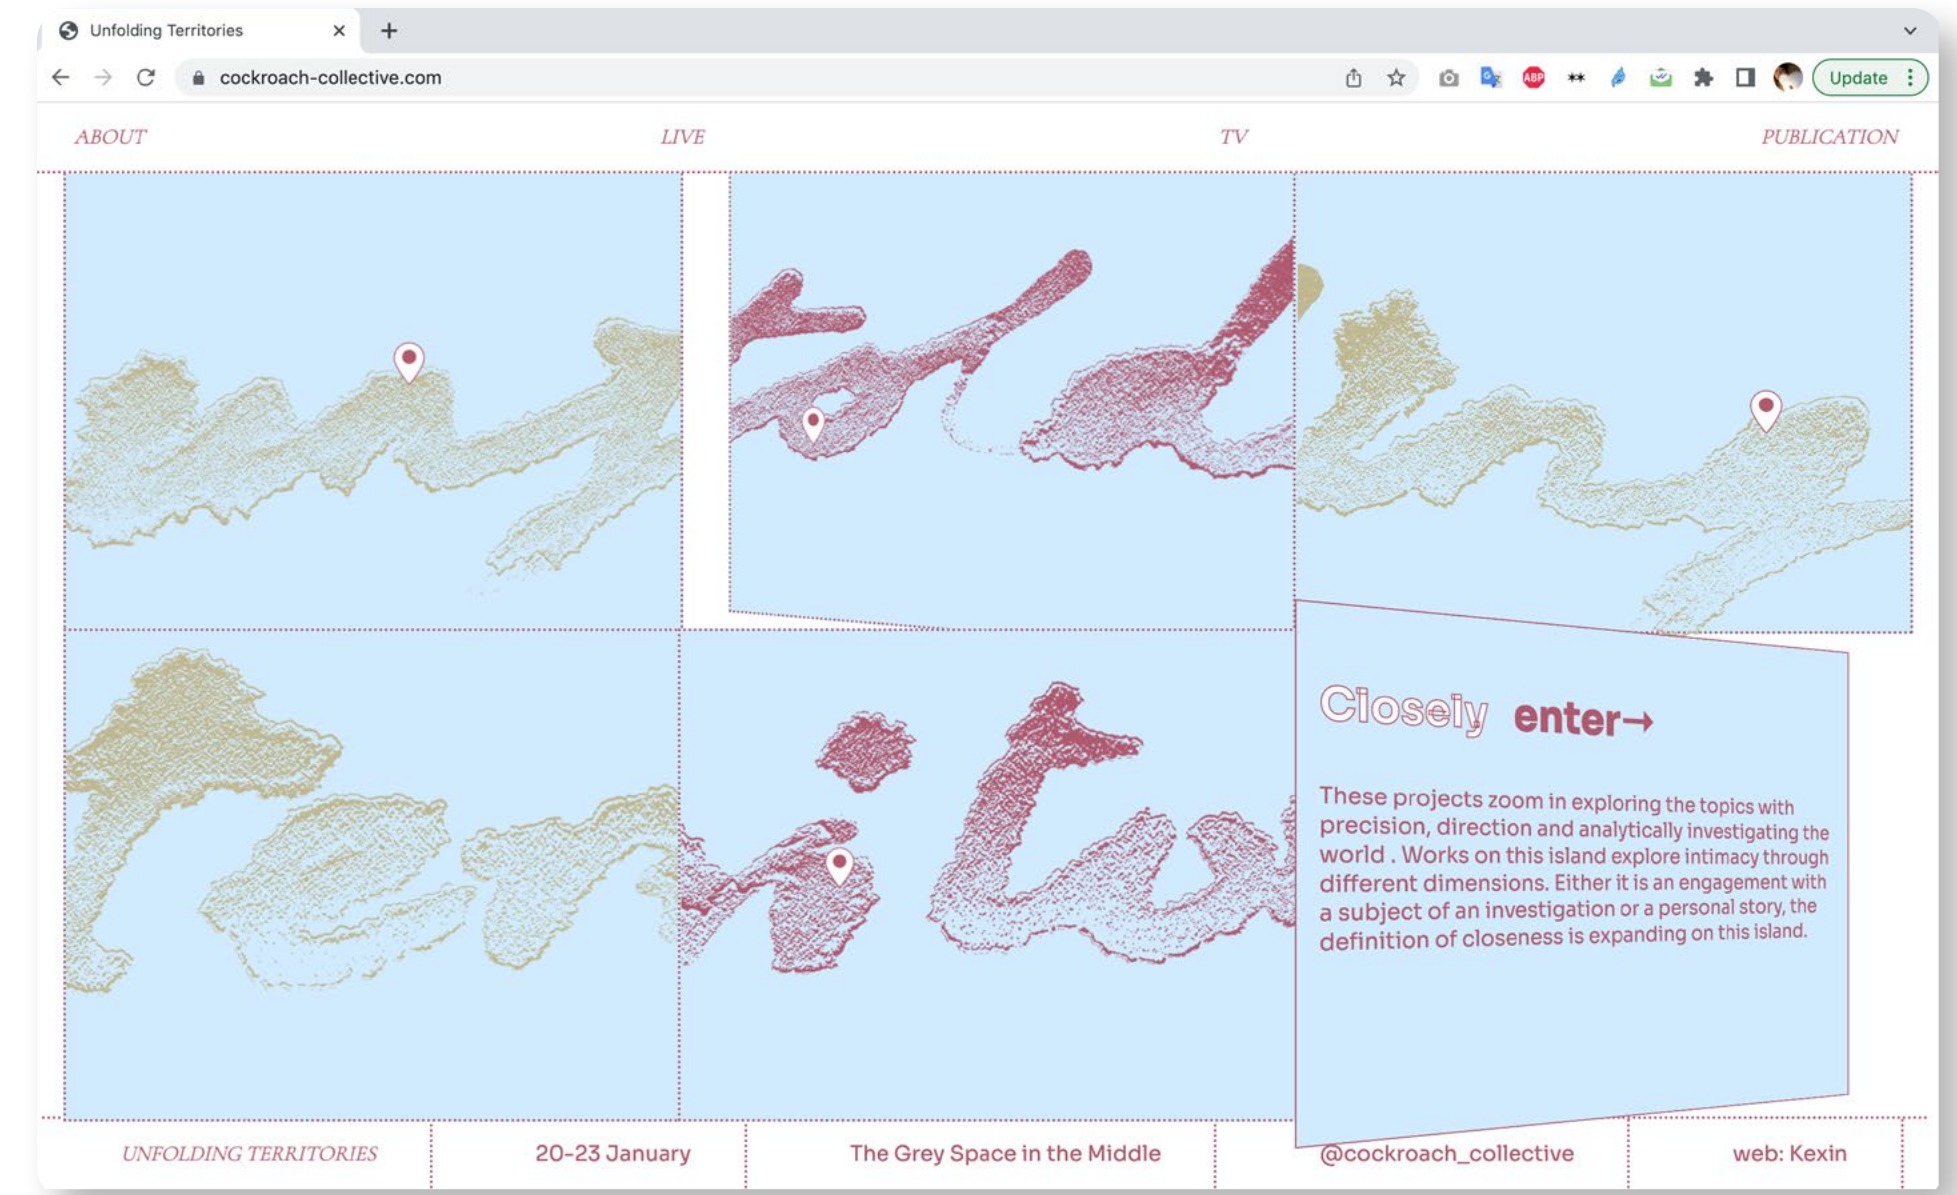 Unfolding Territories
cockroach-collective.com
ABP
Update
ABOUT
LIVE
TV
PUBLICATION
Closely enter→
These projects zoom in exploring the topics with
precision, direction and analytically investigating the
world . Works on this island explore intimacy through
different dimensions. Either it is an engagement with
a subject of an investigation or a personal story, the
definition of closeness is expanding on this island.
UNFOLDING TERRITORIES
20-23 January
The Grey Space in the Middle
@cockroach_collective
web: Kexin